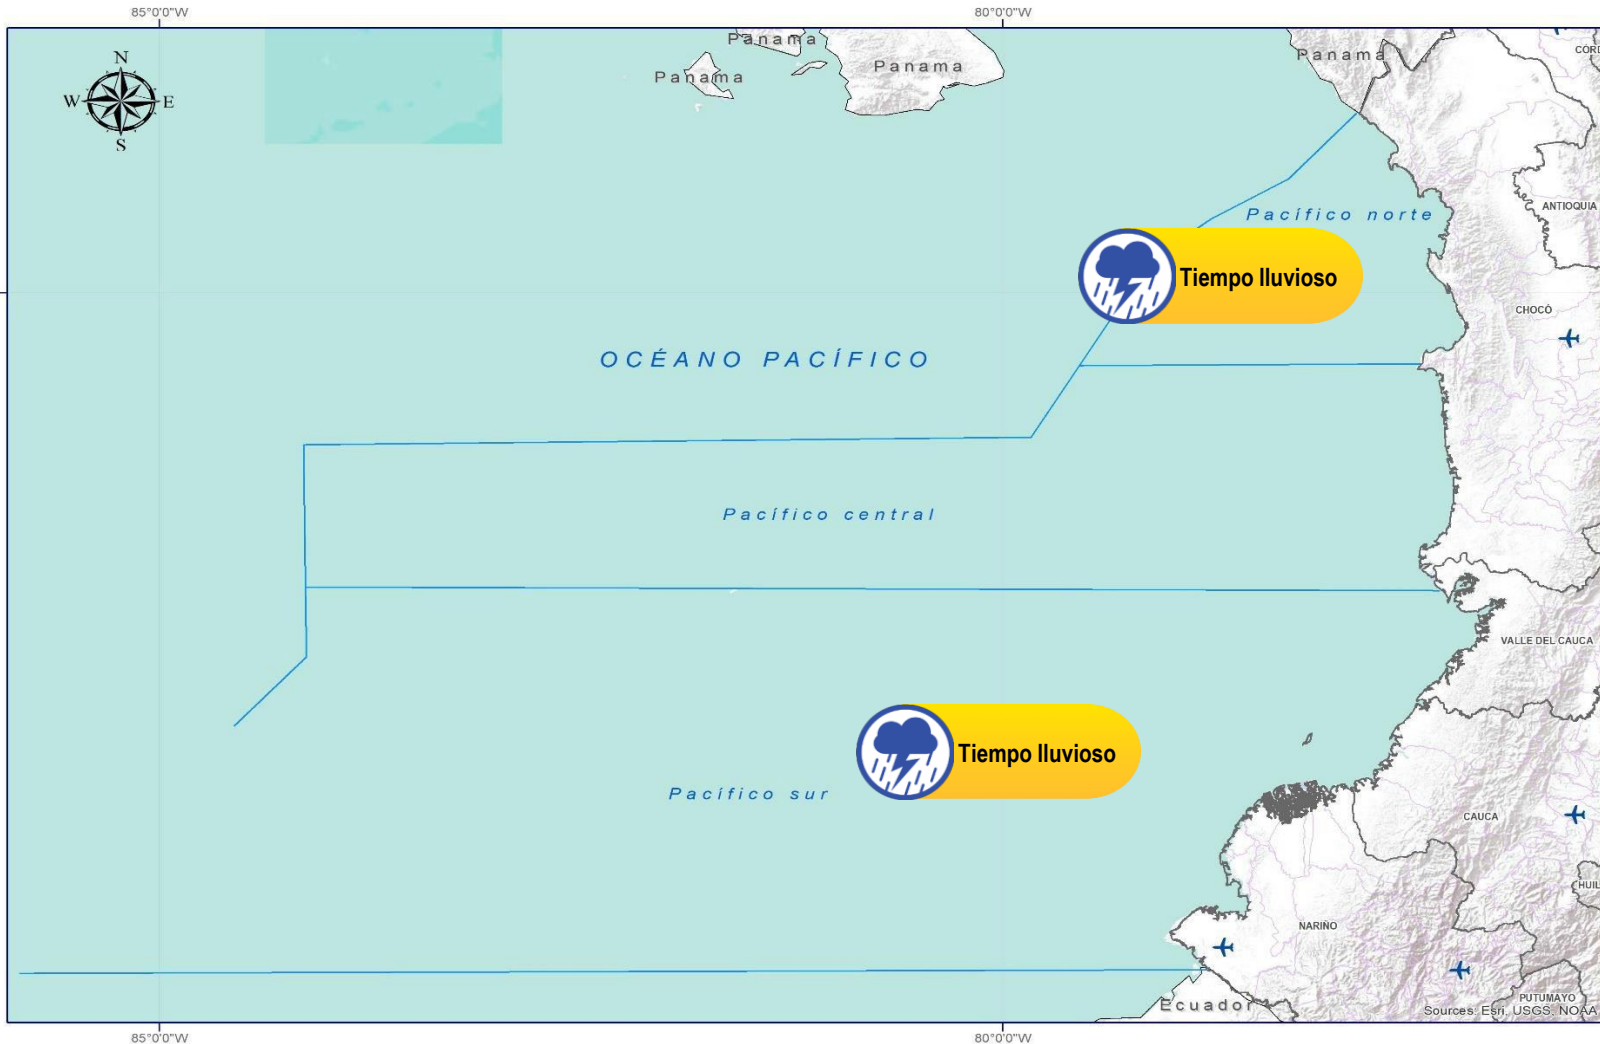 85°0'0"W
80°0'0"W
Panama
Panama
Panama
Panama
N
W
E
S
ANTIOQUIA
Pacífico norte
Tiempo lluvioso
CHOCÓ
OCÉANO PACÍFICO
Pacífico central
VALLE DEL CAUCA
Tiempo lluvioso
Pacífico sur
CAUCA
HUIL
NARIÑO
PUTUMAYO
Ecuador
Sources: Esri, USGS, NOAA
85°0'0"W
80°0'0"W